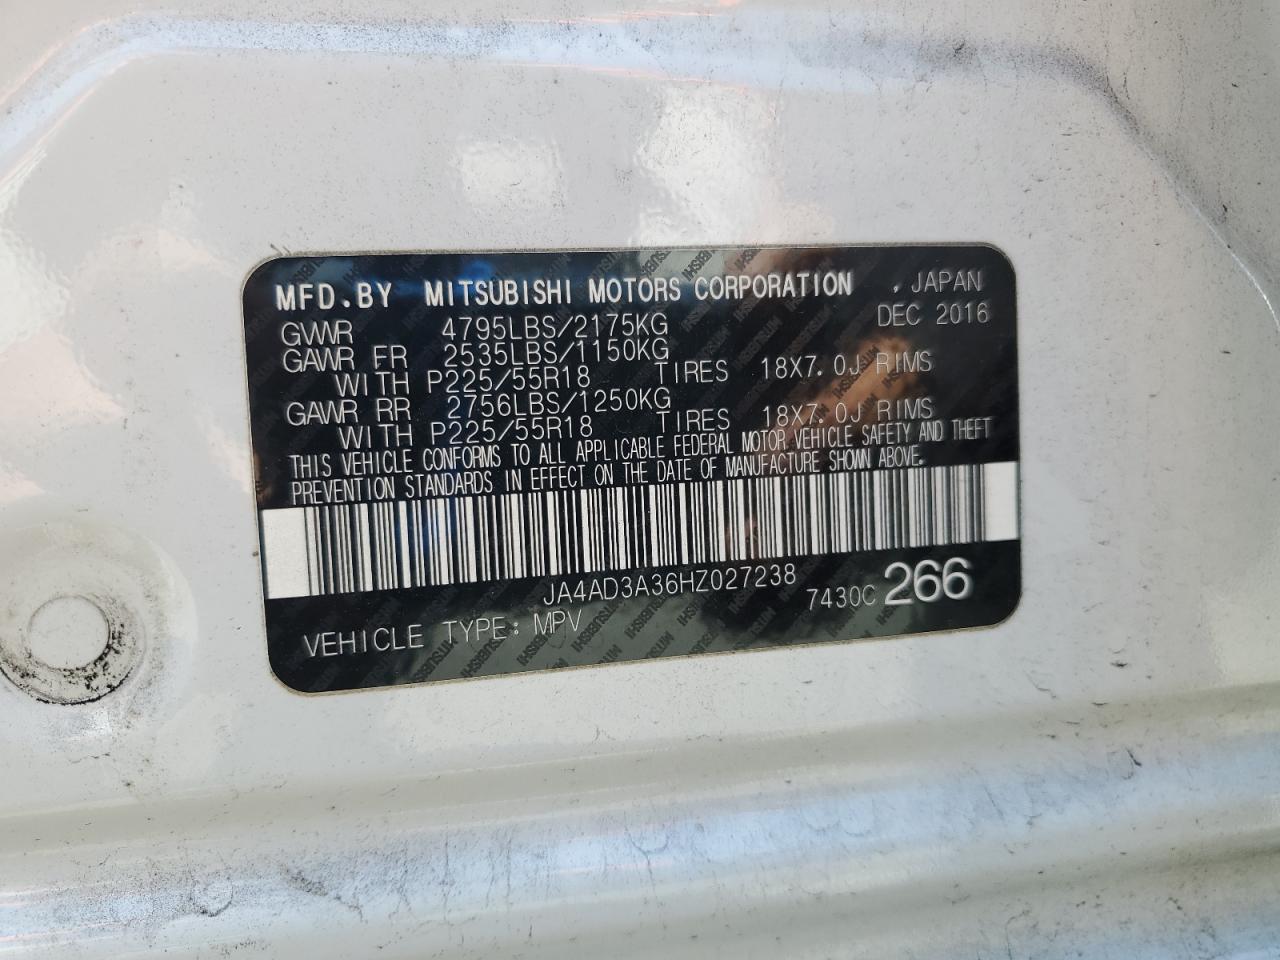 MFD.BY MITSUBISHI MOTORS CORPORATION , JAPAN
DEC 2016
GVWR 4795LBS/2175KG
GAWR FR 2535LBS/1150KG
WITH P225/55R18 TIRES 18X7.0J RIMS
GAWR RR 2756LBS/1250KG
WITH P225/55R18 TIRES 18X7.0J RIMS
THIS VEHICLE CONFORMS TO ALL APPLICABLE FEDERAL MOTOR VEHICLE SAFETY AND THEFT
PREVENTION STANDARDS IN EFFECT ON THE DATE OF MANUFACTURE SHOWN ABOVE.
JA4AD3A36HZ027238 7430C 266
VEHICLE TYPE: MPV